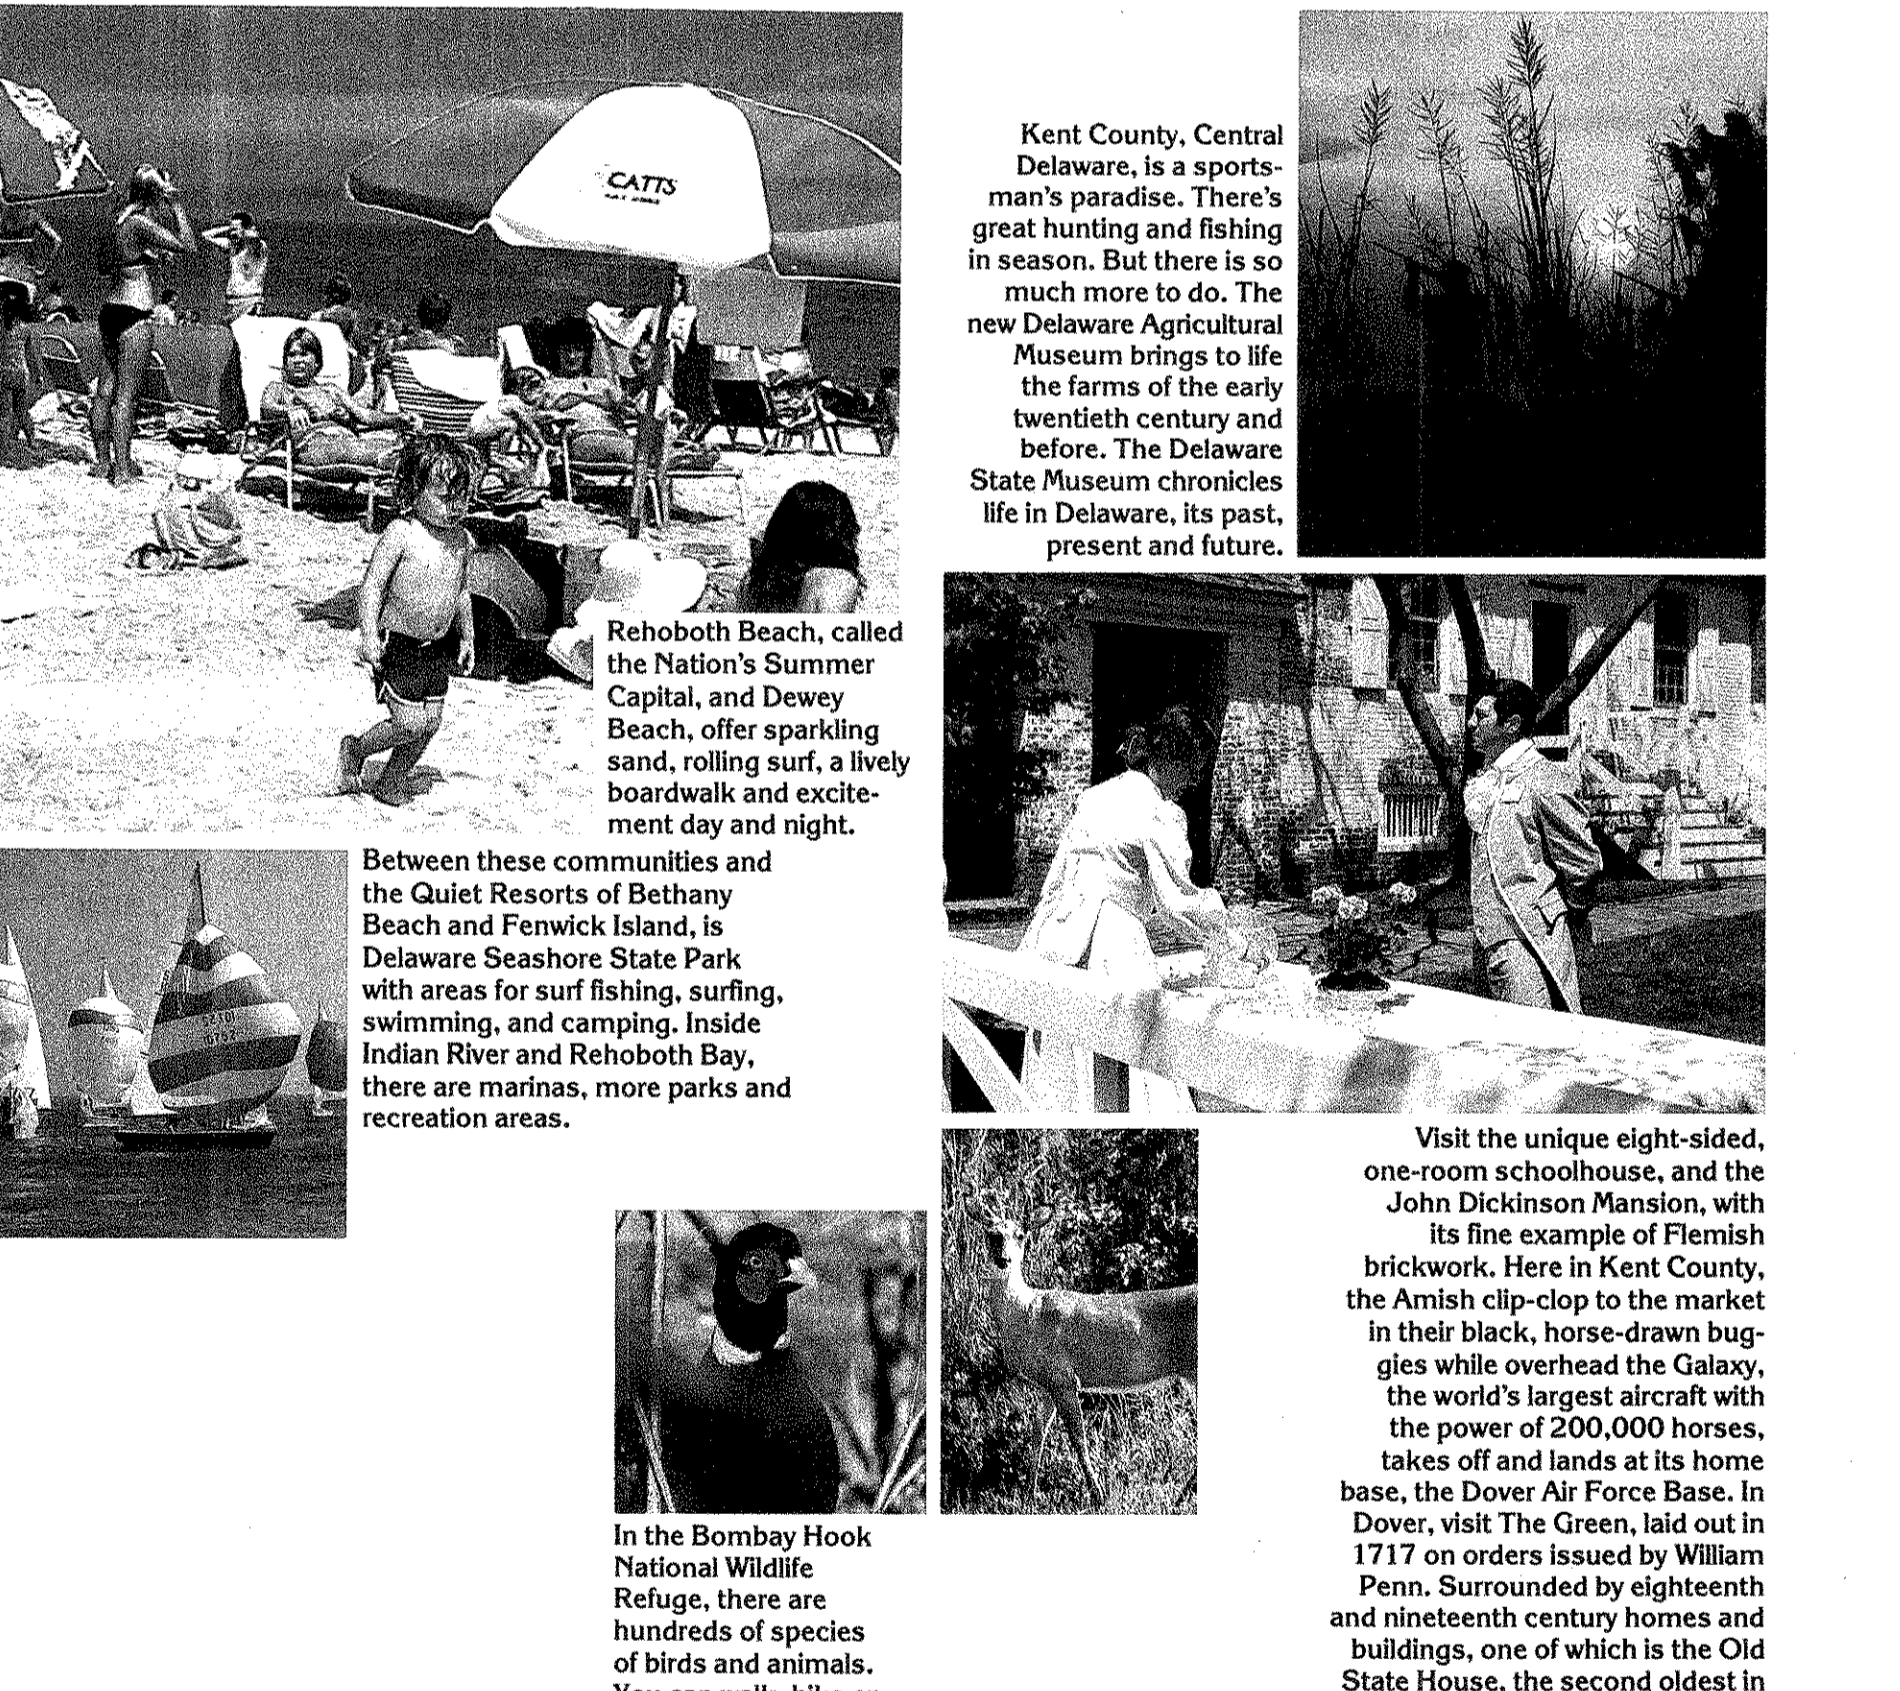 CATTS
Rehoboth Beach, called
the Nation's Summer
Capital, and Dewey
Beach, offer sparkling
sand, rolling surf, a lively
boardwalk and excite-
ment day and night.
Between these communities and
the Quiet Resorts of Bethany
Beach and Fenwick Island, is
Delaware Seashore State Park
with areas for surf fishing, surfing,
swimming, and camping. Inside
Indian River and Rehoboth Bay,
there are marinas, more parks and
recreation areas.
In the Bombay Hook
National Wildlife
Refuge, there are
hundreds of species
of birds and animals.
Kent County, Central
Delaware, is a sports-
man's paradise. There's
great hunting and fishing
in season. But there is so
much more to do. The
new Delaware Agricultural
Museum brings to life
the farms of the early
twentieth century and
before. The Delaware
State Museum chronicles
life in Delaware, its past,
present and future.
Visit the unique eight-sided,
one-room schoolhouse, and the
John Dickinson Mansion, with
its fine example of Flemish
brickwork. Here in Kent County,
the Amish clip-clop to the market
in their black, horse-drawn bug-
gies while overhead the Galaxy,
the world's largest aircraft with
the power of 200,000 horses,
takes off and lands at its home
base, the Dover Air Force Base. In
Dover, visit The Green, laid out in
1717 on orders issued by William
Penn. Surrounded by eighteenth
and nineteenth century homes and
buildings, one of which is the Old
State House, the second oldest in